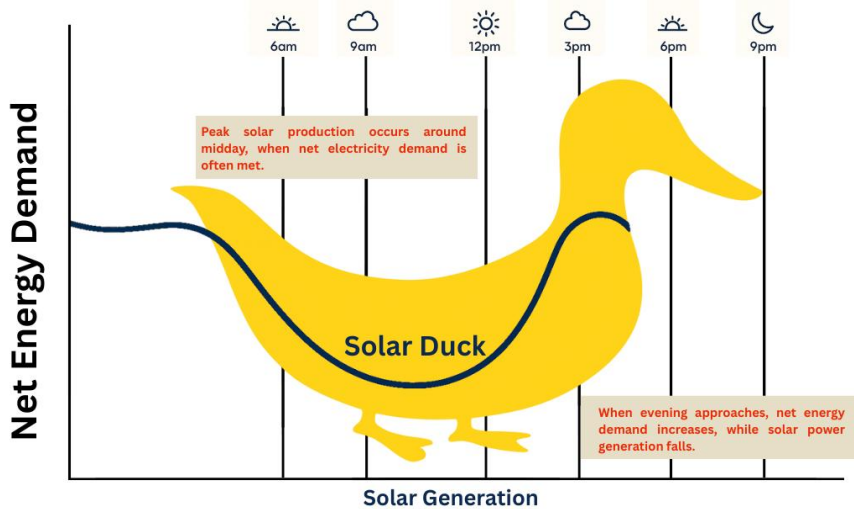 6am
9am
12pm
3pm
6pm
9pm
Net Energy Demand
Peak solar production occurs around
midday, when net electricity demand is
often met.
Solar Duck
When evening approaches, net energy
demand increases, while solar power
generation falls.
Solar Generation